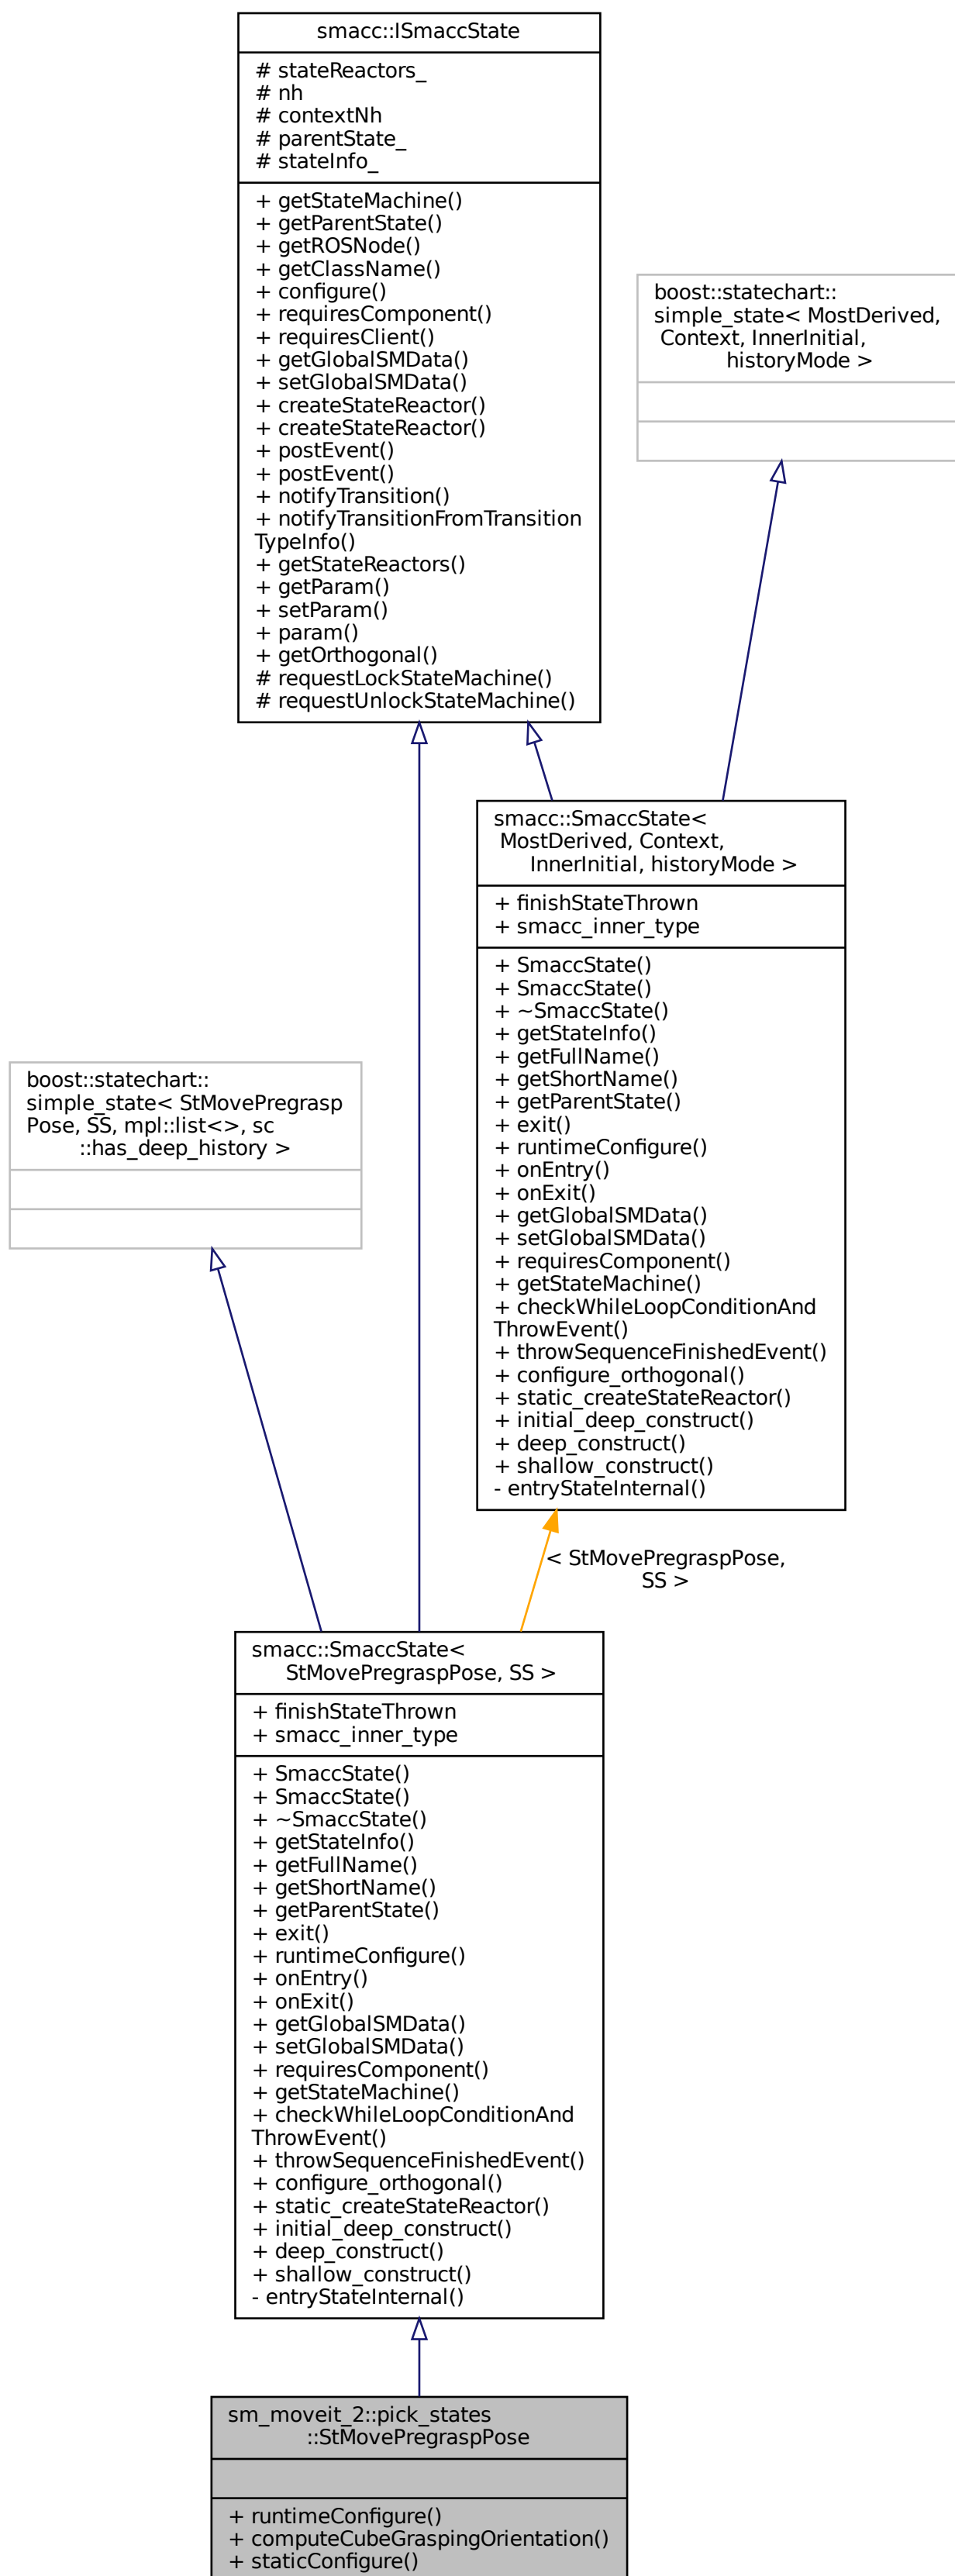 smacc::ISmaccState
# stateReactors_
# nh
# contextNh
# parentState_
# stateInfo_
+ getStateMachine()
+ getParentState()
+ getROSNode()
+ getClassName()
+ configure()
+ requiresComponent()
+ requiresClient()
+ getGlobalSMData()
+ setGlobalSMData()
+ createStateReactor()
+ createStateReactor()
+ postEvent()
+ postEvent()
+ notifyTransition()
+ notifyTransitionFromTransition
TypeInfo()
+ getStateReactors()
+ getParam()
+ setParam()
+ param()
+ getOrthogonal()
# requestLockStateMachine()
# requestUnlockStateMachine()
boost::statechart::
simple_state< MostDerived,
Context, InnerInitial,
historyMode >
smacc::SmaccState<
MostDerived, Context,
InnerInitial, historyMode >
+ finishStateThrown
+ smacc_inner_type
+ SmaccState()
+ SmaccState()
+ ~SmaccState()
+ getStateInfo()
+ getFullName()
+ getShortName()
+ getParentState()
+ exit()
+ runtimeConfigure()
+ onEntry()
+ onExit()
+ getGlobalSMData()
+ setGlobalSMData()
+ requiresComponent()
+ getStateMachine()
+ checkWhileLoopConditionAnd
ThrowEvent()
+ throwSequenceFinishedEvent()
+ configure_orthogonal()
+ static_createStateReactor()
+ initial_deep_construct()
+ deep_construct()
+ shallow_construct()
- entryStateInternal()
boost::statechart::
simple_state< StMovePregrasp
Pose, SS, mpl::list<>, sc
::has_deep_history >
< StMovePregraspPose,
SS >
smacc::SmaccState<
StMovePregraspPose, SS >
+ finishStateThrown
+ smacc_inner_type
+ SmaccState()
+ SmaccState()
+ ~SmaccState()
+ getStateInfo()
+ getFullName()
+ getShortName()
+ getParentState()
+ exit()
+ runtimeConfigure()
+ onEntry()
+ onExit()
+ getGlobalSMData()
+ setGlobalSMData()
+ requiresComponent()
+ getStateMachine()
+ checkWhileLoopConditionAnd
ThrowEvent()
+ throwSequenceFinishedEvent()
+ configure_orthogonal()
+ static_createStateReactor()
+ initial_deep_construct()
+ deep_construct()
+ shallow_construct()
- entryStateInternal()
sm_moveit_2::pick_states
::StMovePregraspPose
+ runtimeConfigure()
+ computeCubeGraspingOrientation()
+ staticConfigure()